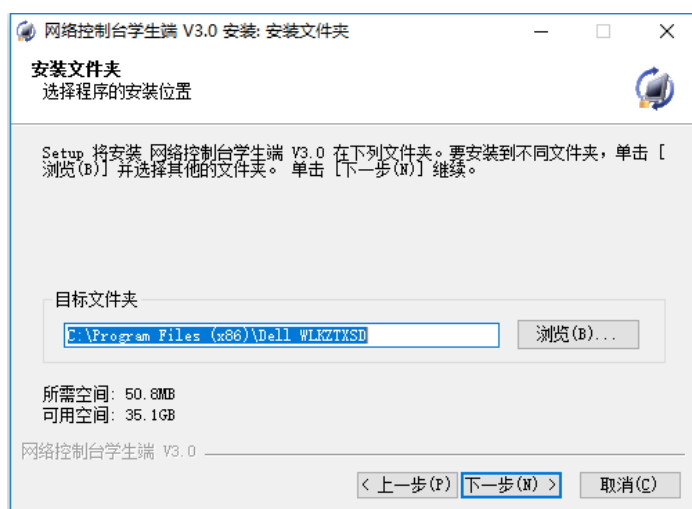 网络控制台学生端 V3.0 安装: 安装文件夹
安装文件夹
选择程序的安装位置
Setup 将安装 网络控制台学生端 V3.0 在下列文件夹。要安装到不同文件夹，单击 [
浏览(B)] 并选择其他的文件夹。 单击 [下一步(N)] 继续。
目标文件夹
C:\Program Files (x86)\Dell WLKZTXSD
浏览(B)...
所需空间: 50.8MB
可用空间: 35.1GB
网络控制台学生端 V3.0
< 上一步(P) 下一步(N) > 取消(C)